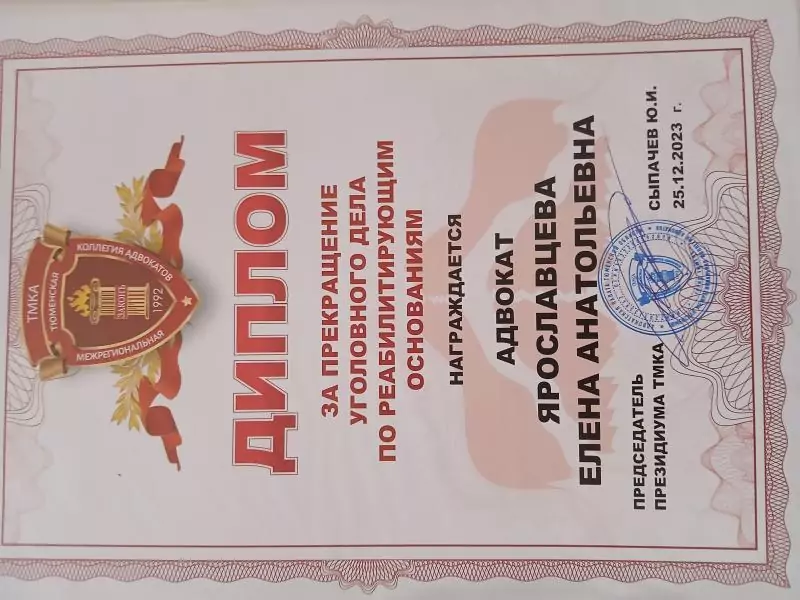 ТМКА
ТЮМЕНСКАЯ
КОЛЛЕГИЯ АДВОКАТОВ
ЗАКОНЪ
1992
МЕЖРЕГИОНАЛЬНАЯ
ДИПЛОМ
ЗА ПРЕКРАЩЕНИЕ
УГОЛОВНОГО ДЕЛА
ПО РЕАБИЛИТИРУЮЩИМ
ОСНОВАНИЯМ
НАГРАЖДАЕТСЯ
АДВОКАТ
ЯРОСЛАВЦЕВА
ЕЛЕНА АНАТОЛЬЕВНА
ПРЕДСЕДАТЕЛЬ
ПРЕЗИДИУМА ТМКА
СЫПАЧЕВ Ю.И.
25.12.2023 г.